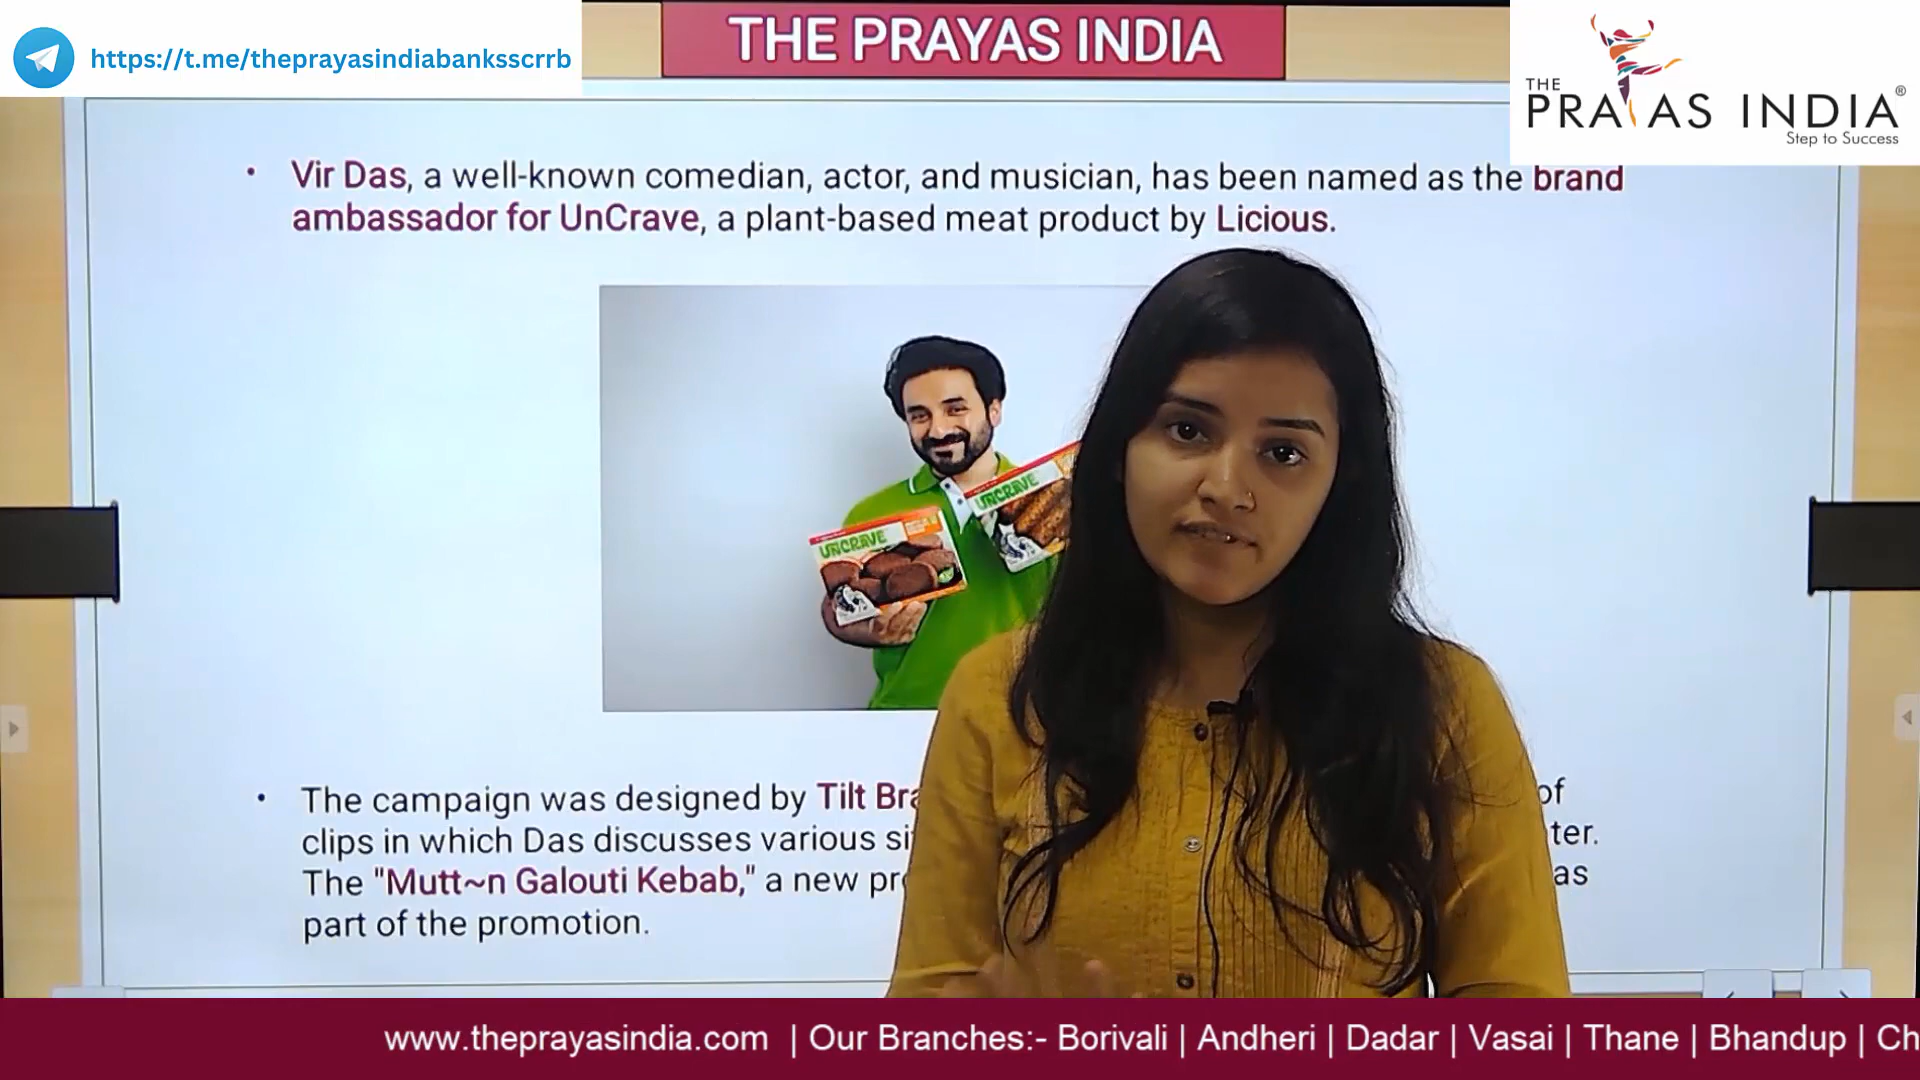 https://t.me/theprayasindiabanksscrrb
THE PRAYAS INDIA
THE
PRAYAS INDIA®
Step to Success
• Vir Das, a well-known comedian, actor, and musician, has been named as the brand
ambassador for UnCrave, a plant-based meat product by Licious.
UNCRAVE
UNCRAVE
• The campaign was designed by Tilt of
clips in which Das discusses various
The "Mutt~n Galouti Kebab," a new as
part of the promotion.
www.theprayasindia.com | Our Branches:- Borivali | Andheri | Dadar | Vasai | Thane | Bhandup |